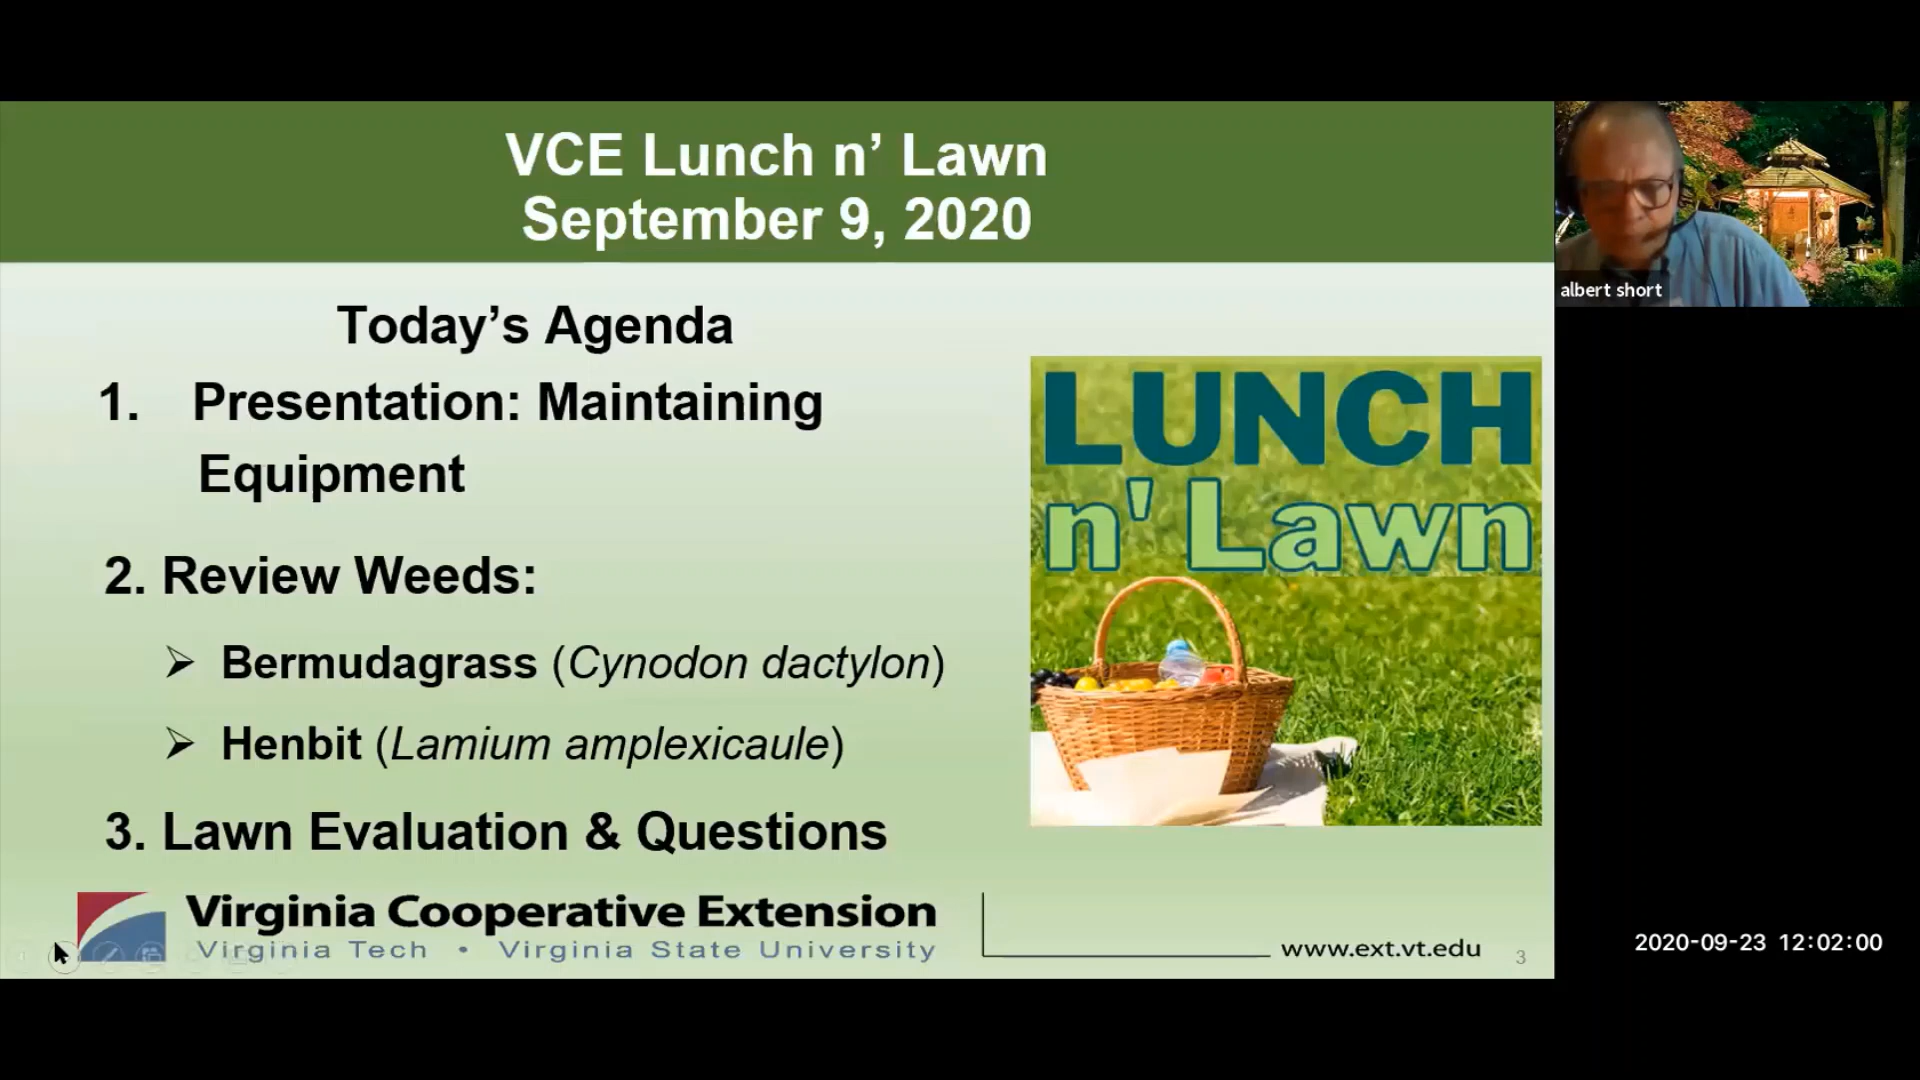 VCE Lunch n’ Lawn
September 9, 2020
albert short
Today’s Agenda
1. Presentation: Maintaining
Equipment
2. Review Weeds:
➢ Bermudagrass (Cynodon dactylon)
➢ Henbit (Lamium amplexicaule)
3. Lawn Evaluation & Questions
LUNCH
n' Lawn
Virginia Cooperative Extension
Virginia Tech • Virginia State University
www.ext.vt.edu
3
2020-09-23 12:02:00